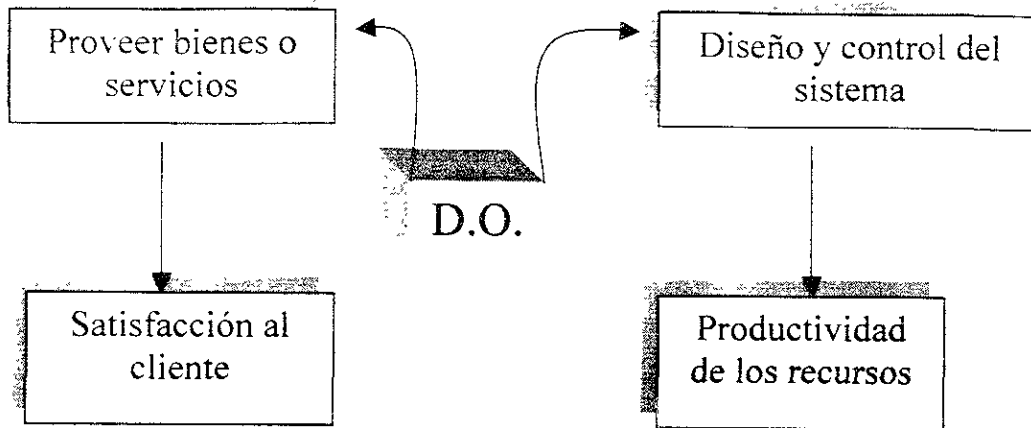 Proveer bienes o
servicios
Diseño y control del
sistema
D.O.
Satisfacción al
cliente
Productividad
de los recursos